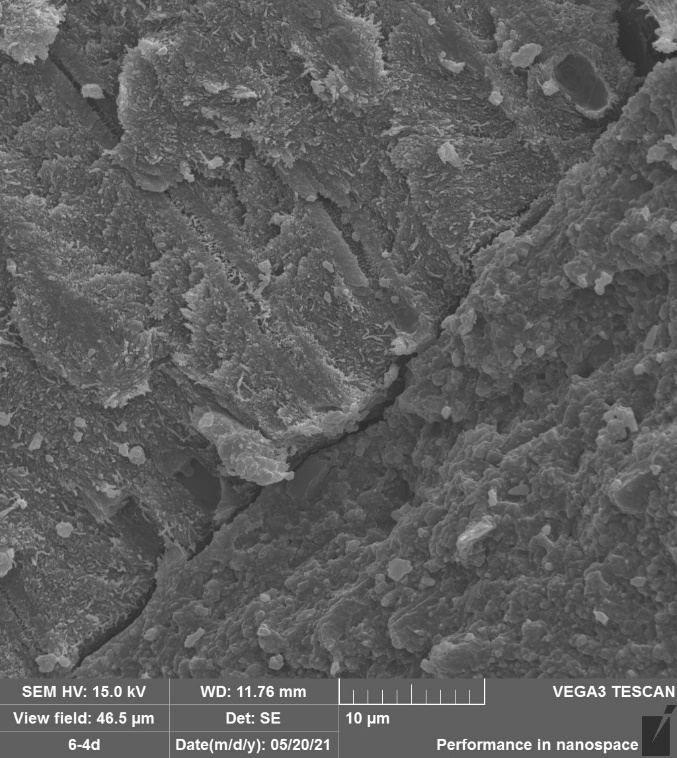 SEM HV: 15.0 kV
WD: 11.76 mm
VEGA3 TESCAN
View field: 46.5 µm
Det: SE
10 µm
6-4d
Date(m/d/y): 05/20/21
Performance in nanospace